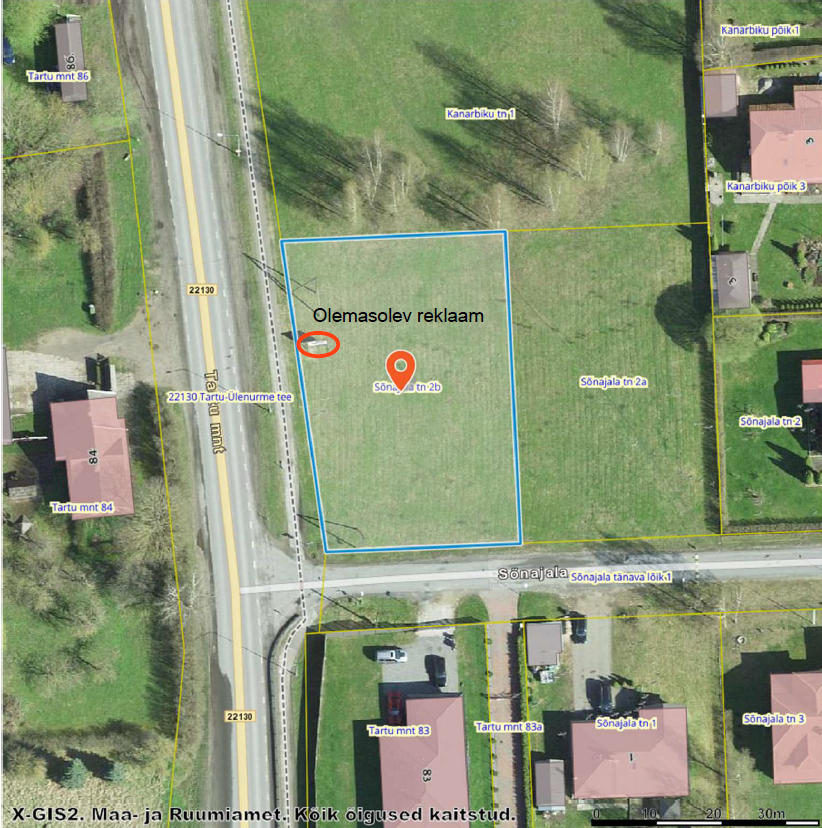 Kanarbiku põik 1
86
Tartu mnt 86
Kanarbiku tn 1
Kanarbiku põik 3
22130
Olemasolev reklaam
Tartu mnt
22130 Tartu-Ülenurme tee
Sõnajala tn 2b
Sõnajala tn 2a
Sõnajala tn 2
84
Tartu mnt 84
Sõnajala
Sõnajala tänava lõik 1
22130
Tartu mnt 83
Tartu mnt 83a
Sõnajala tn 1
Sõnajala tn 3
83
1
X-GIS2. Maa- ja Ruumiamet. Kõik õigused kaitstud.
0 10 20 30m